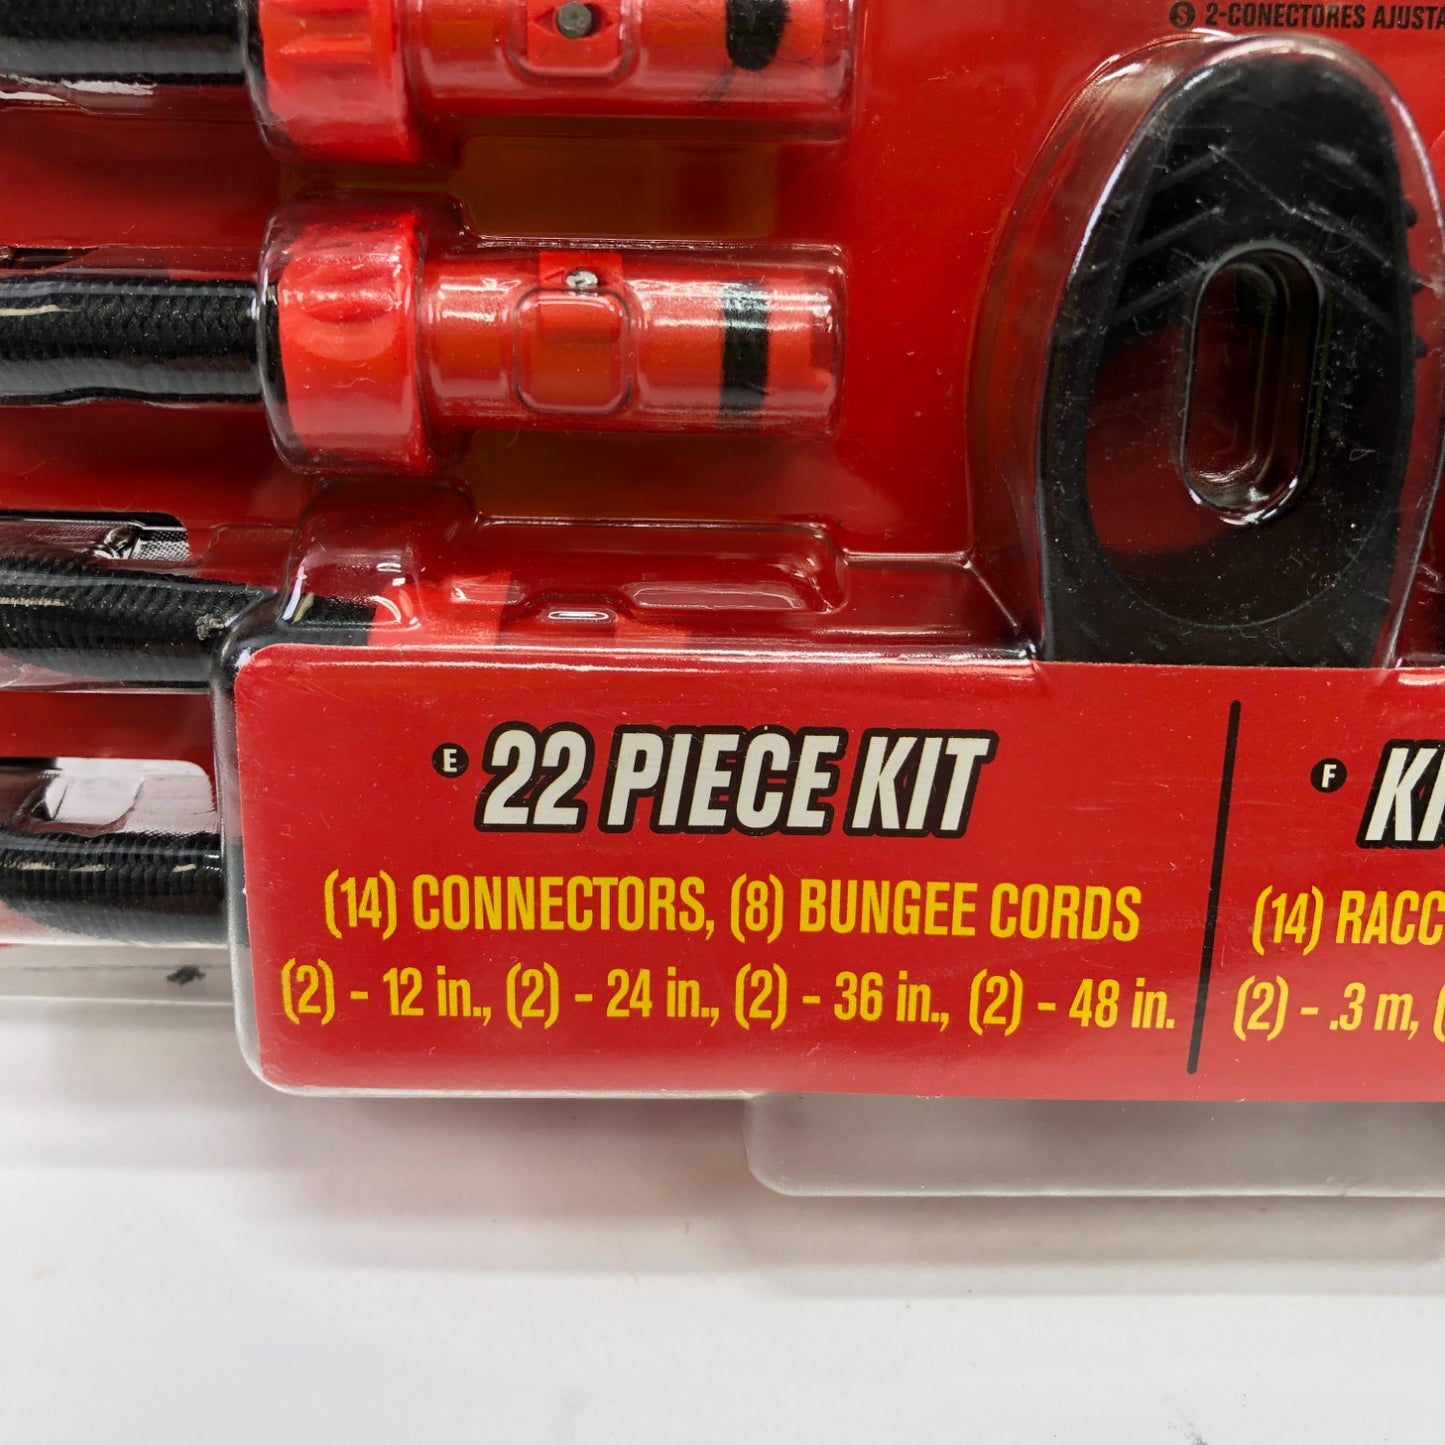 S 2-CONECTORES AJUSTA
E 22 PIECE KIT
(14) CONNECTORS, (8) BUNGEE CORDS
(2) - 12 in., (2) - 24 in., (2) - 36 in., (2) - 48 in.
F KI
(14) RACC
(2) - .3 m, (